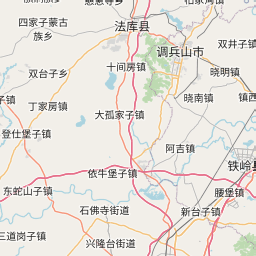 四家子蒙古
族乡
法库县
调兵山市
双井子
双台子乡
十间房镇
晓明镇
丁家房镇
大孤家子镇
晓南镇
登仕堡子镇
阿吉镇
依牛堡子镇
铁岭县
东蛇山子镇
腰堡镇
石佛寺街道
新台子镇
三道岗子镇
兴隆台街道